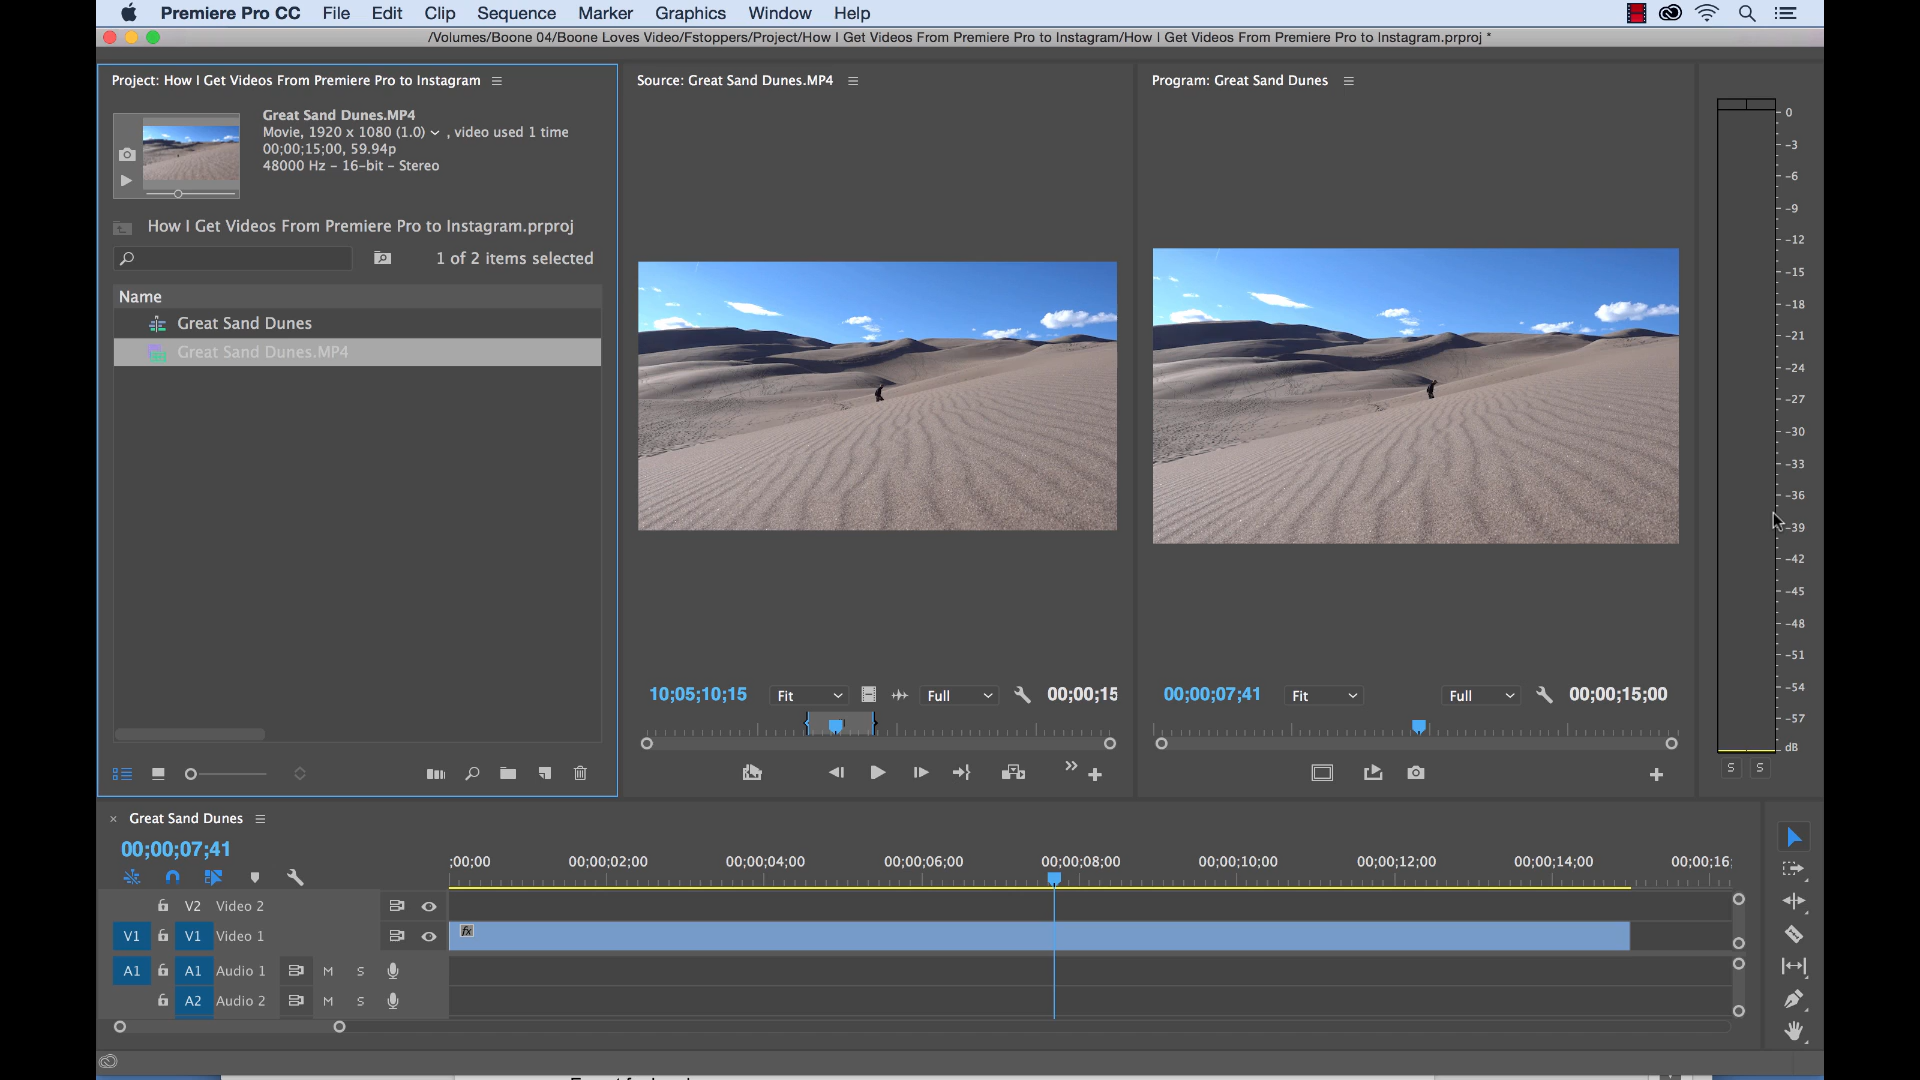 Premiere Pro CC File Edit Clip Sequence Marker Graphics Window Help
/Volumes/Boone 04/Boone Loves Video/Fstoppers/Project/How I Get Videos From Premiere Pro to Instagram/How I Get Videos From Premiere Pro to Instagram.prproj *
Project: How I Get Videos From Premiere Pro to Instagram
Great Sand Dunes.MP4
Movie, 1920 x 1080 (1.0) , video used 1 time
00;00;15;00, 59.94p
48000 Hz - 16-bit - Stereo
How I Get Videos From Premiere Pro to Instagram.prproj
1 of 2 items selected
Name
Great Sand Dunes
Great Sand Dunes.MP4
Source: Great Sand Dunes.MP4
10;05;10;15 Fit Full 00;00;15
Program: Great Sand Dunes
00;00;07;41 Fit Full 00;00;15;00
0
-3
-6
-9
-12
-15
-18
-21
-24
-27
-30
-33
-36
-39
-42
-45
-48
-51
-54
-57
dB
S S
× Great Sand Dunes
00;00;07;41
;00;00 00;00;02;00 00;00;04;00 00;00;06;00 00;00;08;00 00;00;10;00 00;00;12;00 00;00;14;00 00;00;16;
V2 Video 2
V1 V1 Video 1 fx
A1 A1 Audio 1 M S
A2 Audio 2 M S